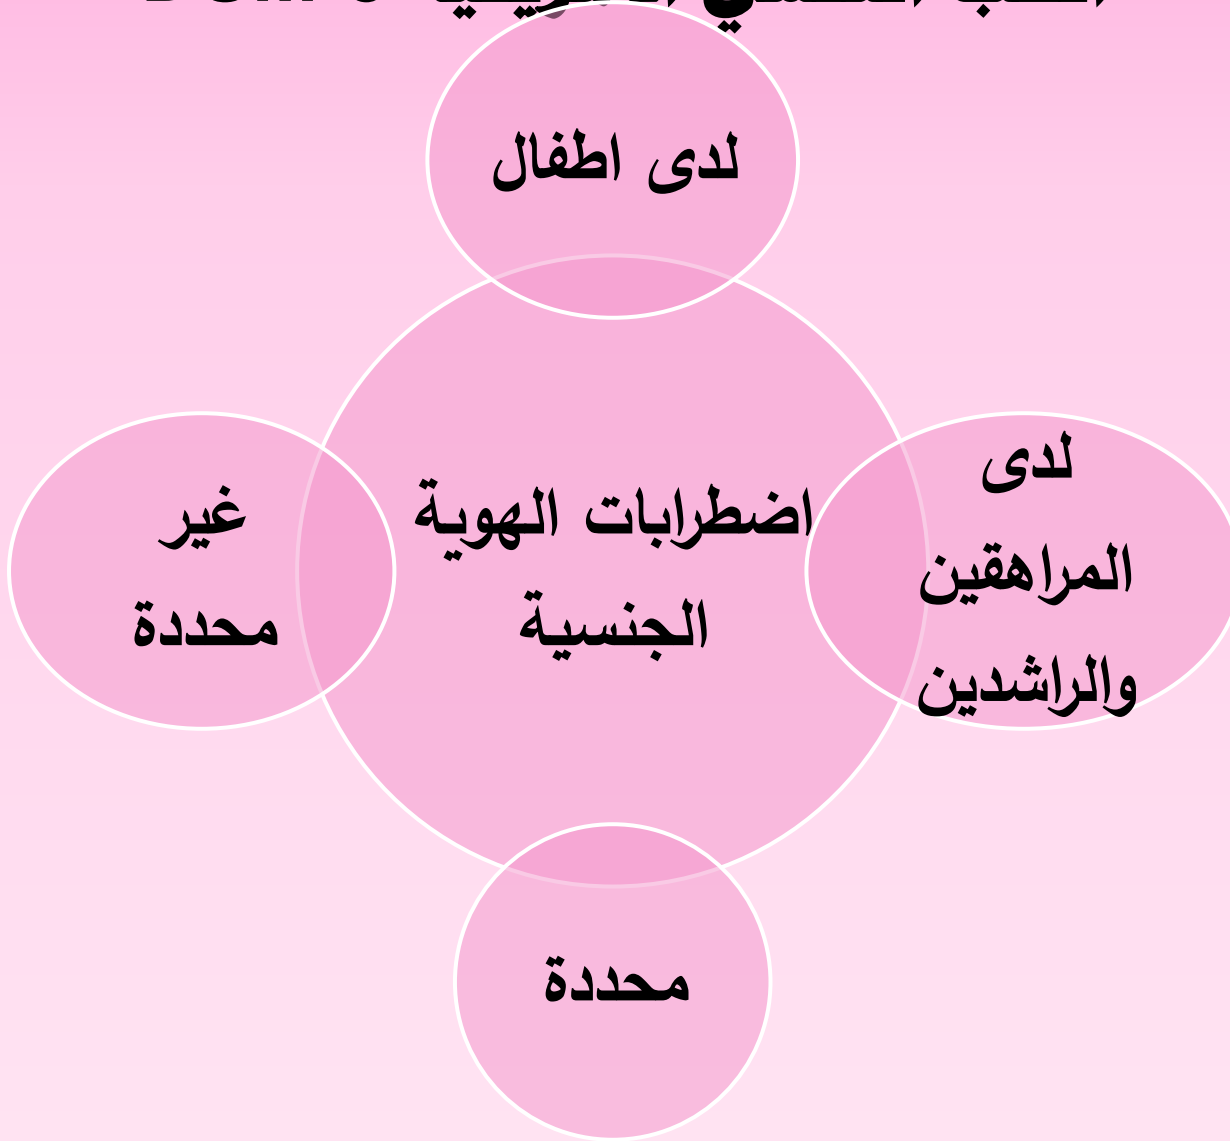 لدى اطفال
لدى
المراهقين
والراشدين
اضطرابات الهوية
الجنسية
غير
محددة
محددة